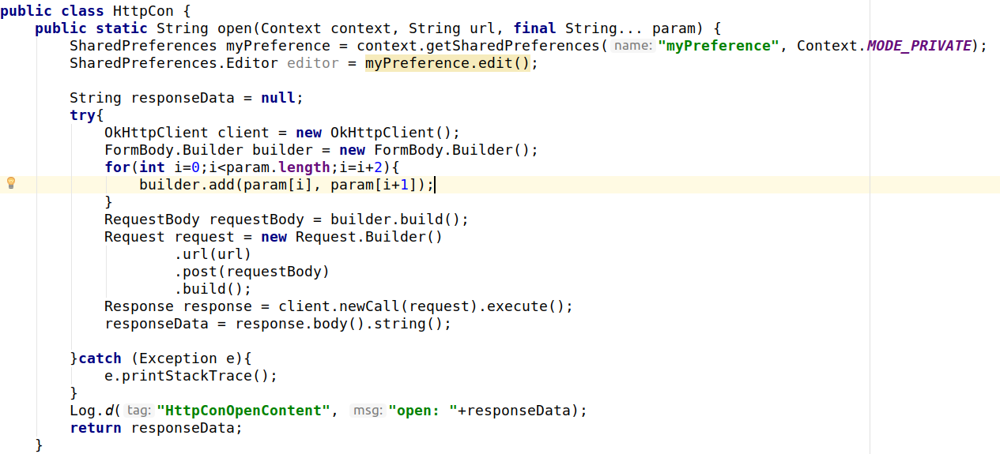 public class HttpCon {
    public static String open(Context context, String url, final String... param) {
        SharedPreferences myPreference = context.getSharedPreferences( name: "myPreference", Context.MODE_PRIVATE);
        SharedPreferences.Editor editor = myPreference.edit();
        String responseData = null;
        try{
            OkHttpClient client = new OkHttpClient();
            FormBody.Builder builder = new FormBody.Builder();
            for(int i=0;i<param.length;i=i+2){
                builder.add(param[i], param[i+1]);
            }
            RequestBody requestBody = builder.build();
            Request request = new Request.Builder()
                    .url(url)
                    .post(requestBody)
                    .build();
            Response response = client.newCall(request).execute();
            responseData = response.body().string();
        }catch (Exception e){
            e.printStackTrace();
        }
        Log.d( tag: "HttpConOpenContent", msg: "open: "+responseData);
        return responseData;
    }